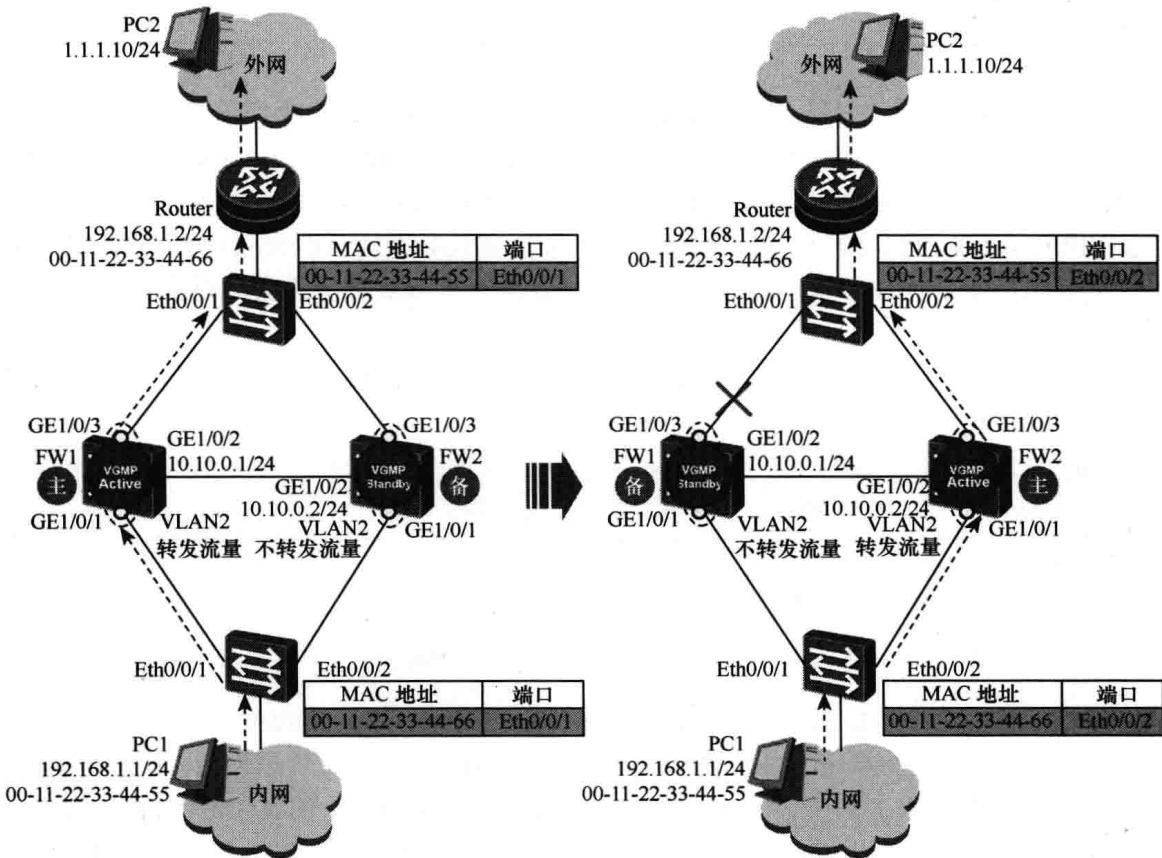 PC2
1.1.1.10/24
外网
Router
192.168.1.2/24
00-11-22-33-44-66
MAC 地址 端口
00-11-22-33-44-55 Eth0/0/1
Eth0/0/1
Eth0/0/2
GE1/0/3
GE1/0/3
FW1
主
VGMP
Active
GE1/0/2
10.10.0.1/24
VGMP
Standby
FW2
备
GE1/0/2
10.10.0.2/24
GE1/0/1
VLAN2
转发流量
VLAN2
不转发流量
GE1/0/1
Eth0/0/1
Eth0/0/2
MAC 地址 端口
00-11-22-33-44-66 Eth0/0/1
PC1
192.168.1.1/24
00-11-22-33-44-55
内网
外网
PC2
1.1.1.10/24
Router
192.168.1.2/24
00-11-22-33-44-66
MAC 地址 端口
00-11-22-33-44-55 Eth0/0/2
Eth0/0/1
Eth0/0/2
GE1/0/3
GE1/0/3
FW1
备
VGMP
Standby
GE1/0/2
10.10.0.1/24
VGMP
Active
FW2
主
GE1/0/2
10.10.0.2/24
GE1/0/1
VLAN2
不转发流量
VLAN2
转发流量
GE1/0/1
Eth0/0/1
Eth0/0/2
MAC 地址 端口
00-11-22-33-44-66 Eth0/0/2
PC1
192.168.1.1/24
00-11-22-33-44-55
内网